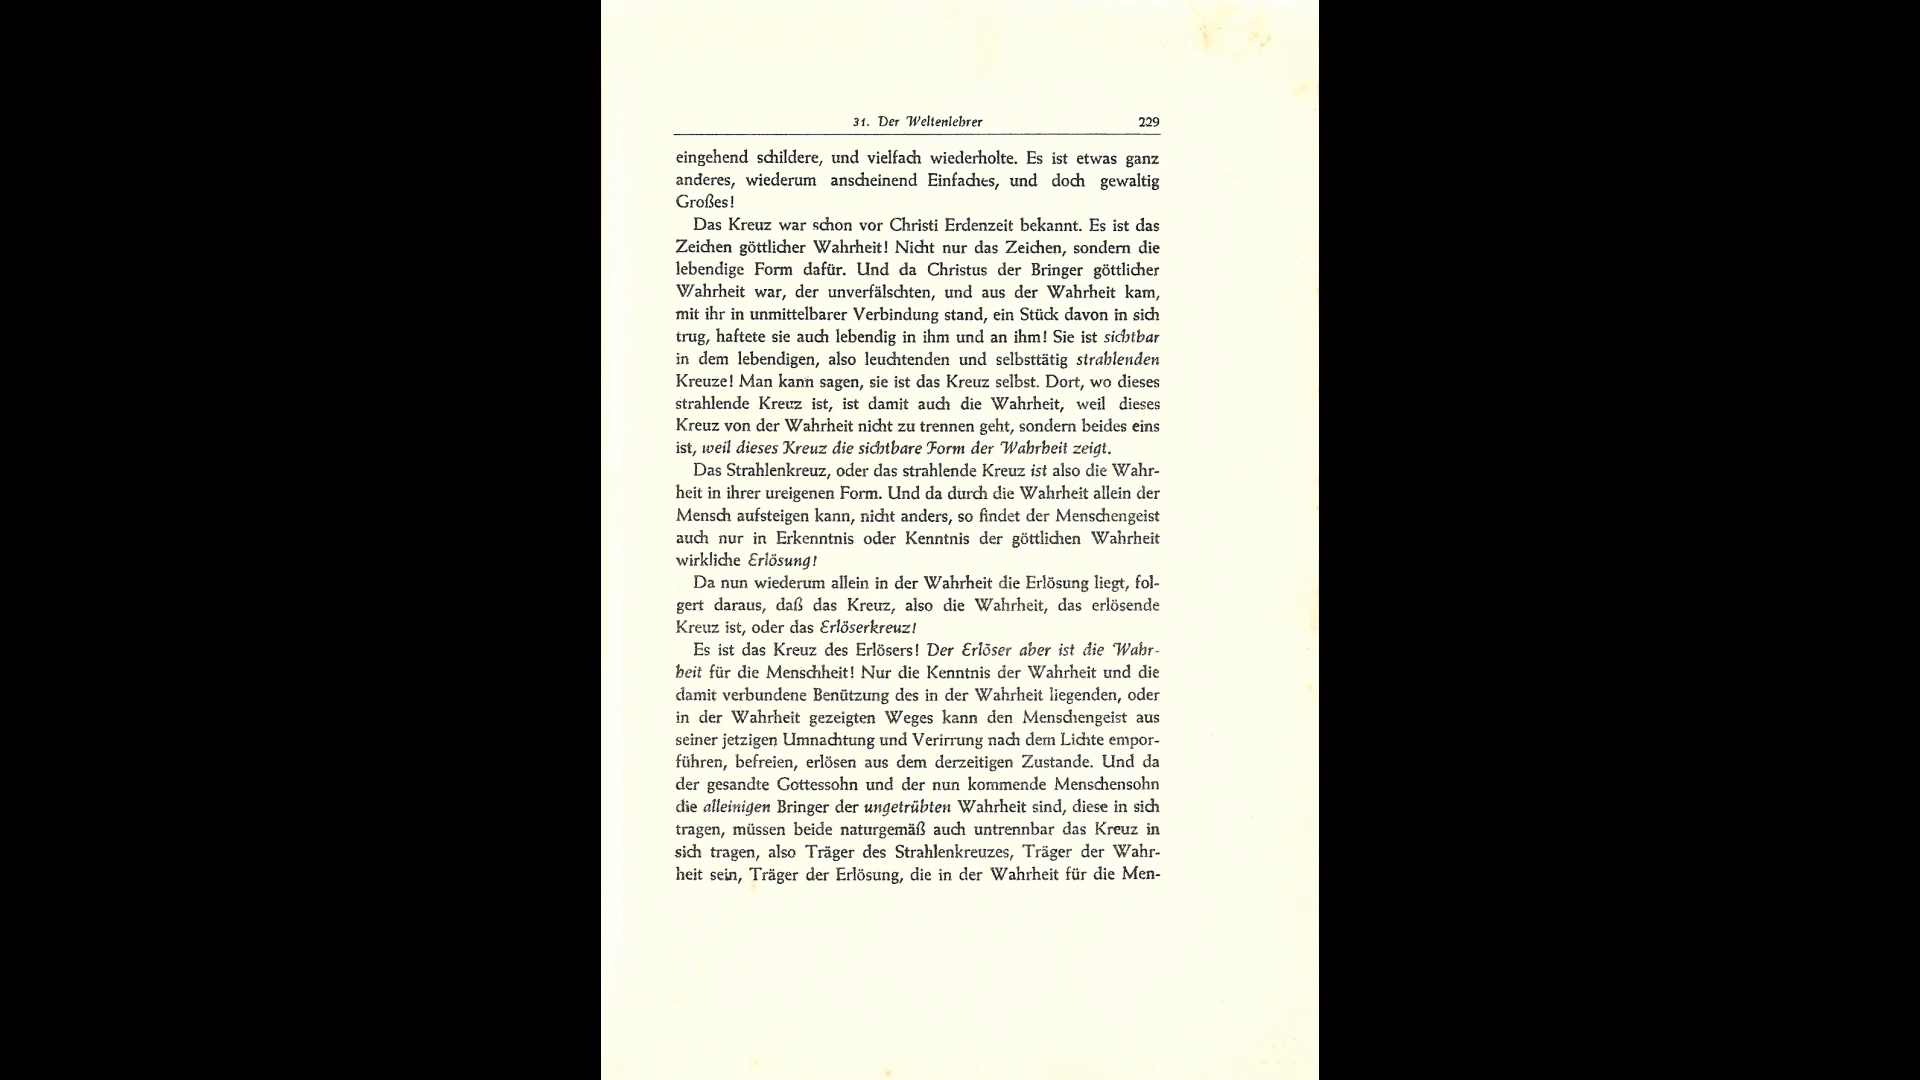 31. Der Weltenlehrer 229
eingehend schildere, und vielfach wiederholte. Es ist etwas ganz
anderes, wiederum anscheinend Einfaches, und doch gewaltig
Großes!
Das Kreuz war schon vor Christi Erdenzeit bekannt. Es ist das
Zeichen göttlicher Wahrheit! Nicht nur das Zeichen, sondern die
lebendige Form dafür. Und da Christus der Bringer göttlicher
Wahrheit war, der unverfälschten, und aus der Wahrheit kam,
mit ihr in unmittelbarer Verbindung stand, ein Stück davon in sich
trug, haftete sie auch lebendig in ihm und an ihm! Sie ist sichtbar
in dem lebendigen, also leuchtenden und selbsttätig strahlenden
Kreuze! Man kann sagen, sie ist das Kreuz selbst. Dort, wo dieses
strahlende Kreuz ist, ist damit auch die Wahrheit, weil dieses
Kreuz von der Wahrheit nicht zu trennen geht, sondern beides eins
ist, weil dieses Kreuz die sichtbare Form der Wahrheit zeigt.
Das Strahlenkreuz, oder das strahlende Kreuz ist also die Wahr-
heit in ihrer ureigenen Form. Und da durch die Wahrheit allein der
Mensch aufsteigen kann, nicht anders, so findet der Menschengeist
auch nur in Erkenntnis oder Kenntnis der göttlichen Wahrheit
wirkliche Erlösung!
Da nun wiederum allein in der Wahrheit die Erlösung liegt, fol-
gert daraus, daß das Kreuz, also die Wahrheit, das erlösende
Kreuz ist, oder das Erlöserkreuz!
Es ist das Kreuz des Erlösers! Der Erlöser aber ist die Wahr-
heit für die Menschheit! Nur die Kenntnis der Wahrheit und die
damit verbundene Benützung des in der Wahrheit liegenden, oder
in der Wahrheit gezeigten Weges kann den Menschengeist aus
seiner jetzigen Umnachtung und Verirrung nach dem Lichte empor-
führen, befreien, erlösen aus dem derzeitigen Zustande. Und da
der gesandte Gottessohn und der nun kommende Menschensohn
die alleinigen Bringer der ungetrübten Wahrheit sind, diese in sich
tragen, müssen beide naturgemäß auch untrennbar das Kreuz in
sich tragen, also Träger des Strahlenkreuzes, Träger der Wahr-
heit sein, Träger der Erlösung, die in der Wahrheit für die Men-